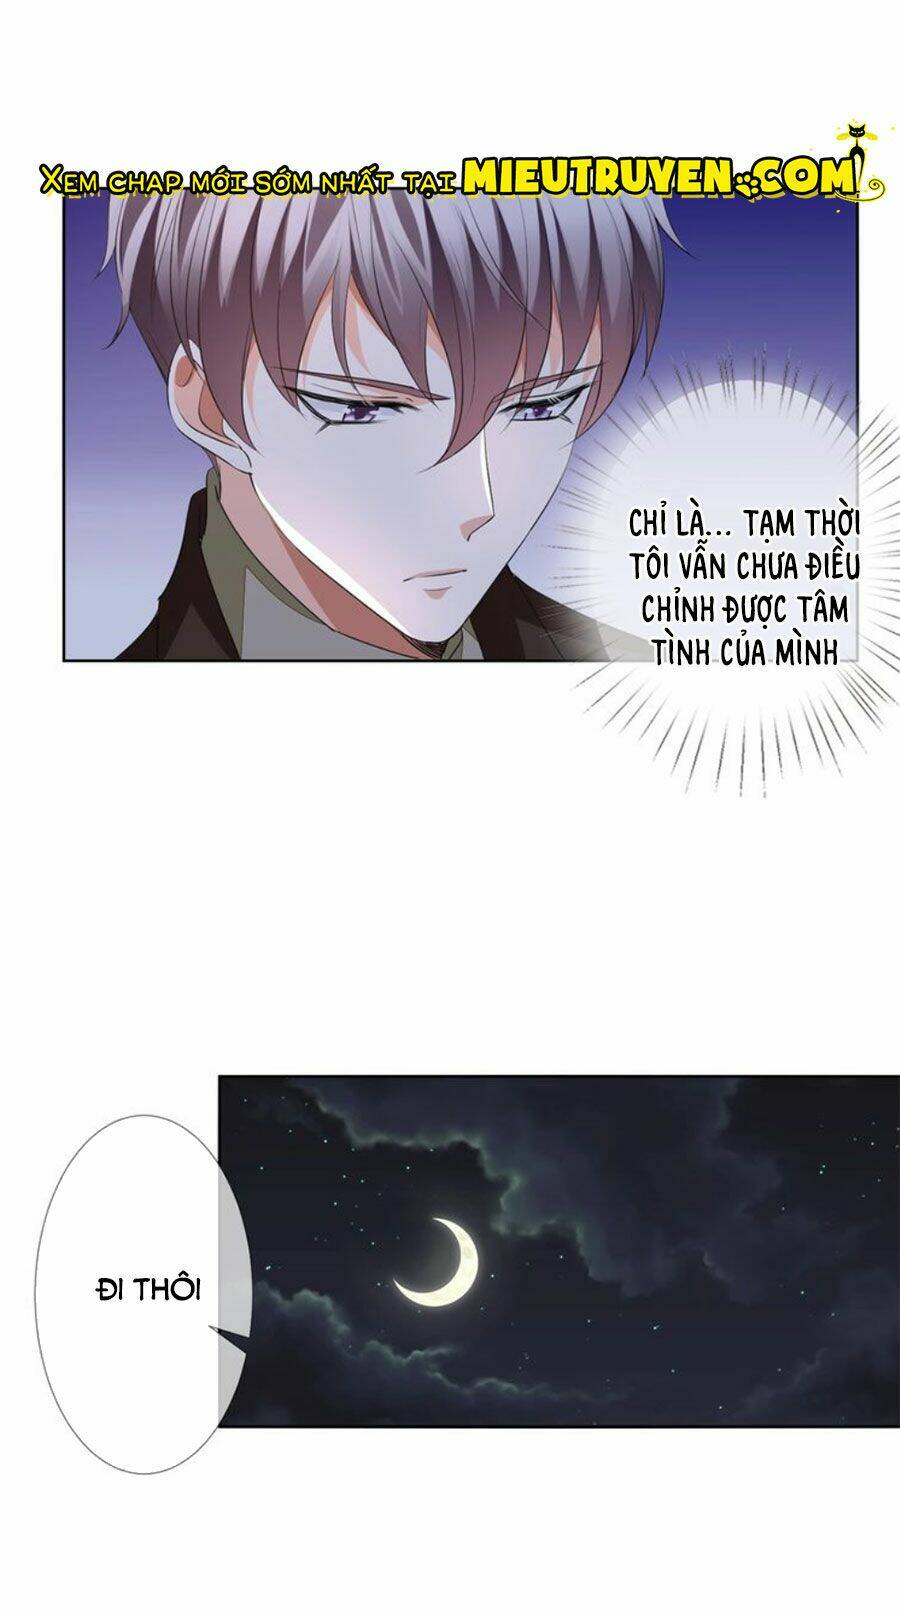 XEM CHAP MỚI SỚM NHẤT TẠI MIEUTRUYEN.COM
CHỈ LÀ... TẠM THỜI
TÔI VẪN CHƯA ĐIỀU
CHỈNH ĐƯỢC TÂM
TÌNH CỦA MÌNH
ĐI THÔI